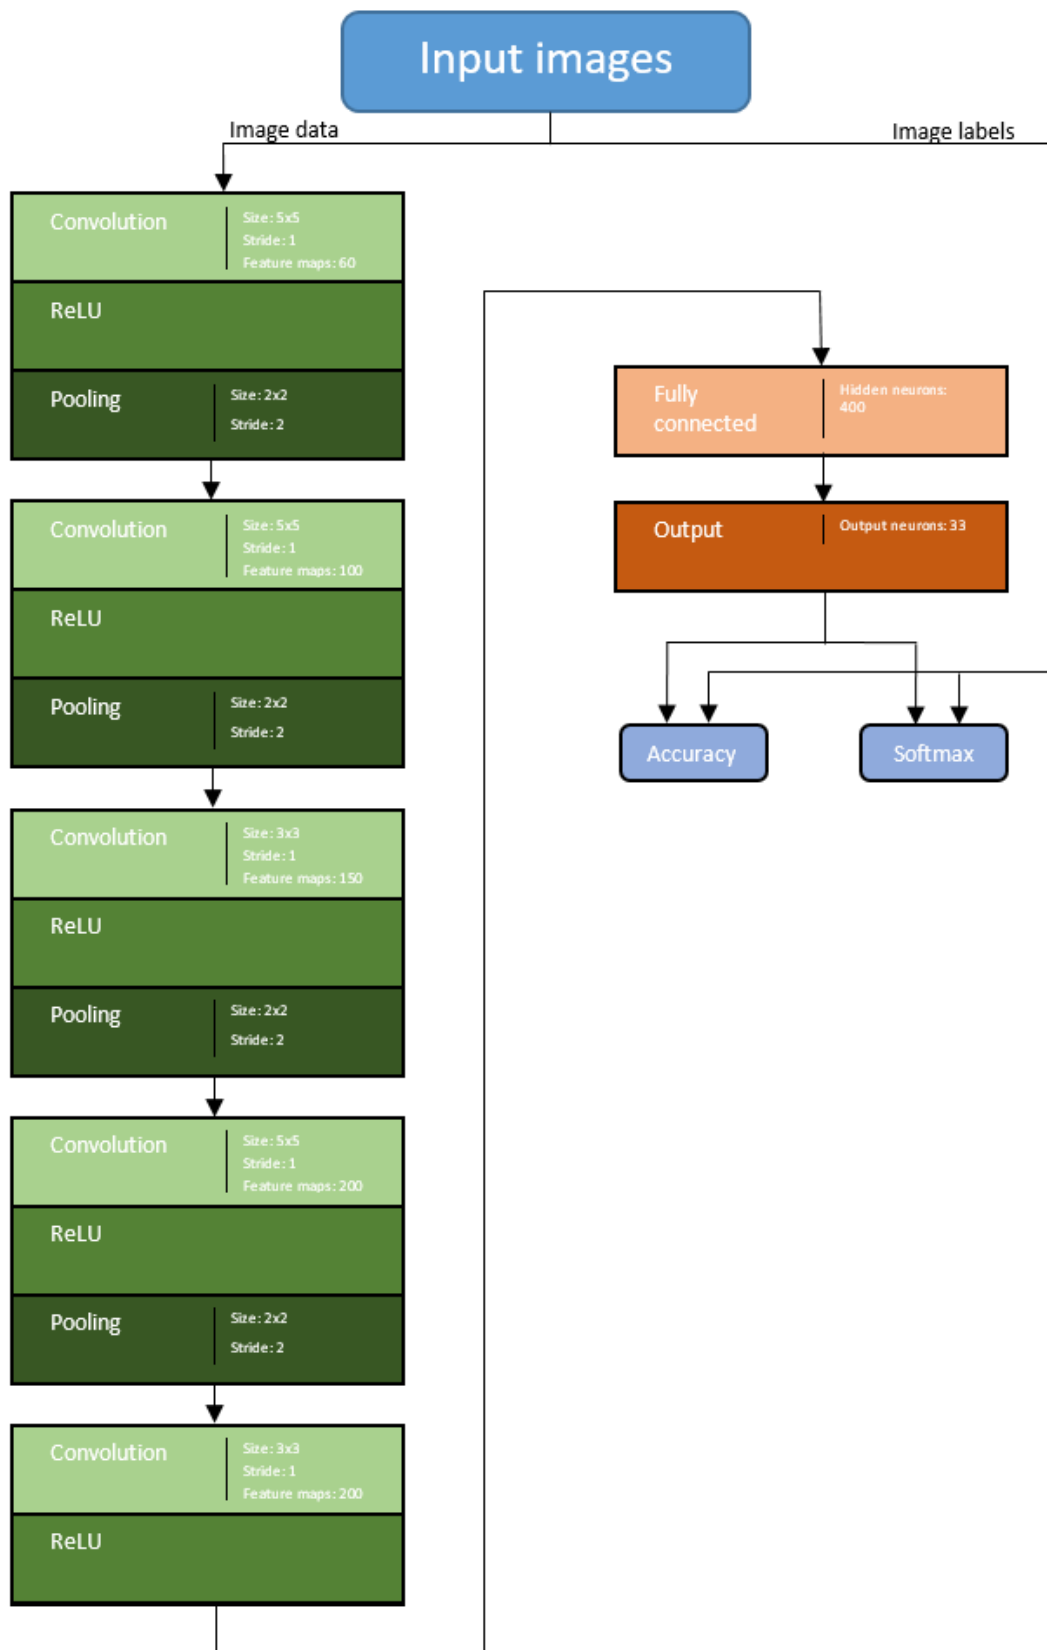 Input images
Image data
Image labels
Convolution
Size: 5x5
Stride: 1
Feature maps: 60
ReLU
Pooling
Size: 2x2
Stride: 2
Convolution
Size: 5x5
Stride: 1
Feature maps: 100
ReLU
Pooling
Size: 2x2
Stride: 2
Convolution
Size: 3x3
Stride: 1
Feature maps: 150
ReLU
Pooling
Size: 2x2
Stride: 2
Convolution
Size: 5x5
Stride: 1
Feature maps: 200
ReLU
Pooling
Size: 2x2
Stride: 2
Convolution
Size: 3x3
Stride: 1
Feature maps: 200
ReLU
Fully
connected
Hidden neurons:
400
Output
Output neurons: 33
Accuracy
Softmax